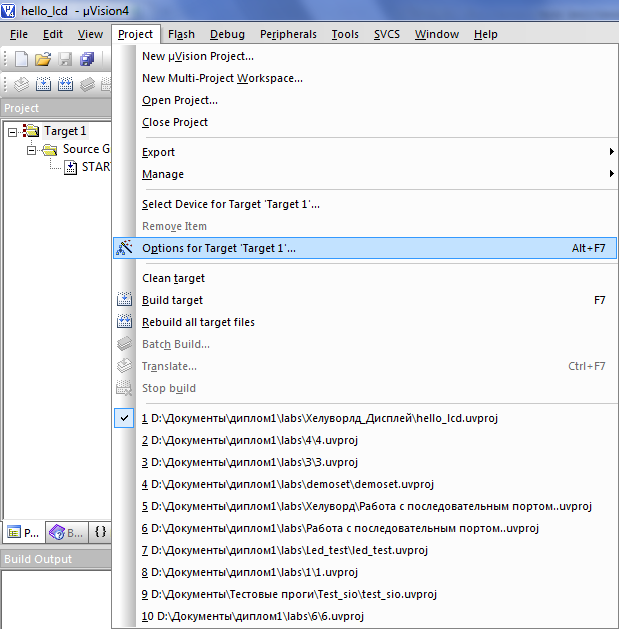 hello_lcd - µVision4
File Edit View Project Flash Debug Peripherals Tools SVCS Window Help
New µVision Project...
New Multi-Project Workspace...
Open Project...
Close Project
Export
Manage
Select Device for Target 'Target 1'...
Remove Item
Options for Target 'Target 1'... Alt+F7
Clean target
Build target F7
Rebuild all target files
Batch Build...
Translate... Ctrl+F7
Stop build
1 D:\Документы\диплом1\labs\Хелуворлд_Дисплей\hello_lcd.uvproj
2 D:\Документы\диплом1\labs\4\4.uvproj
3 D:\Документы\диплом1\labs\3\3.uvproj
4 D:\Документы\диплом1\labs\demoset\demoset.uvproj
5 D:\Документы\диплом1\labs\Хелуворд\Работа с последовательным портом..uvproj
6 D:\Документы\диплом1\labs\Работа с последовательным портом..uvproj
7 D:\Документы\диплом1\labs\Led_test\led_test.uvproj
8 D:\Документы\диплом1\labs\1\1.uvproj
9 D:\Документы\Тестовые проги\Test_sio\test_sio.uvproj
10 D:\Документы\диплом1\labs\6\6.uvproj
Project
Target 1
Source G
STAR
P... B... {}
Build Output